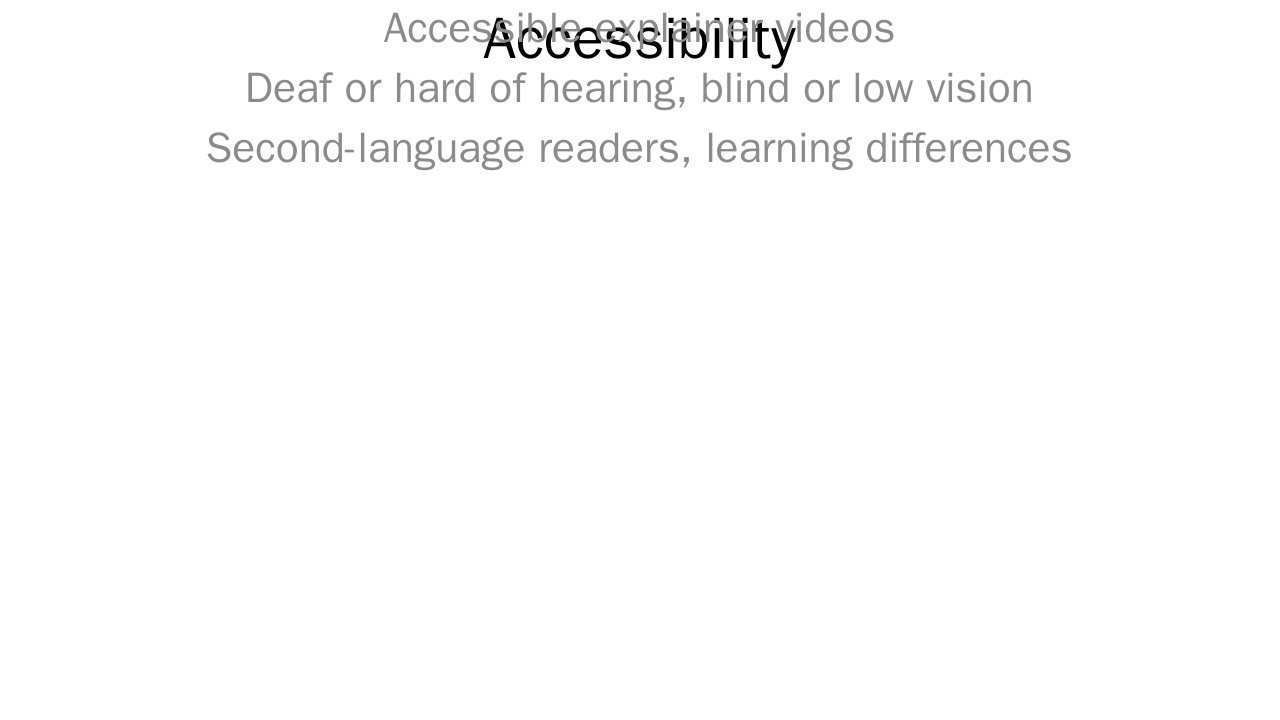 Accessible explainer videos
Accessibility
Deaf or hard of hearing, blind or low vision
Second-language readers, learning differences